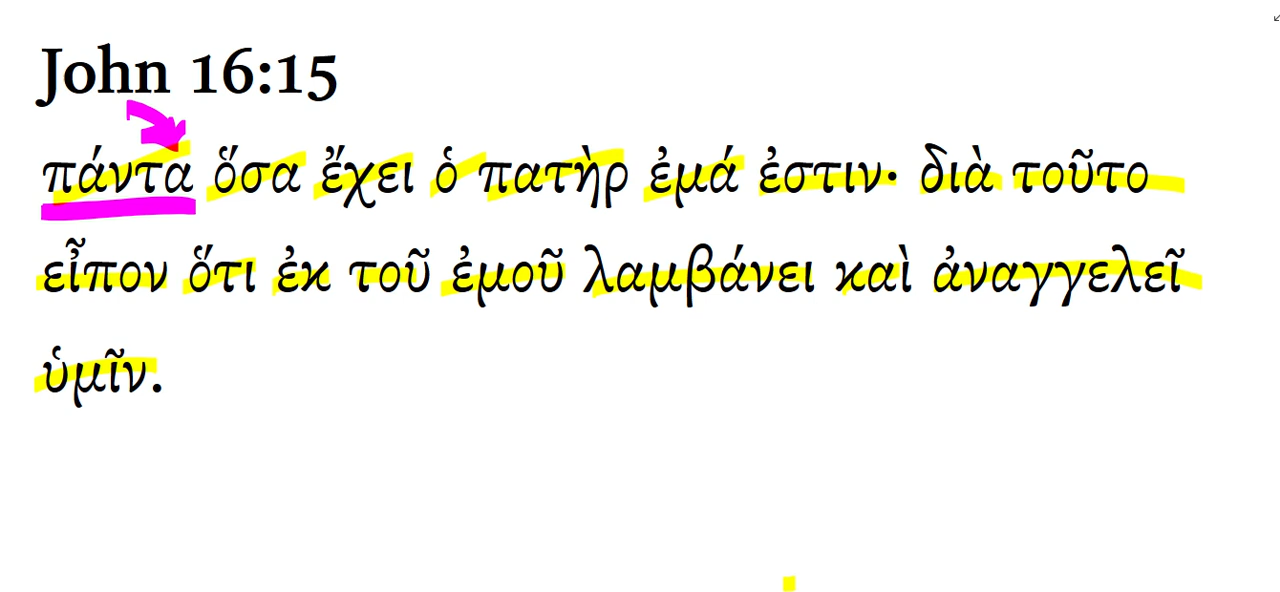 John 16:15
πάντα ὅσα ἔχει ὁ πατὴρ ἐμά ἐστιν· διὰ τοῦτο
εἶπον ὅτι ἐκ τοῦ ἐμοῦ λαμβάνει καὶ ἀναγγελεῖ
ὑμῖν.